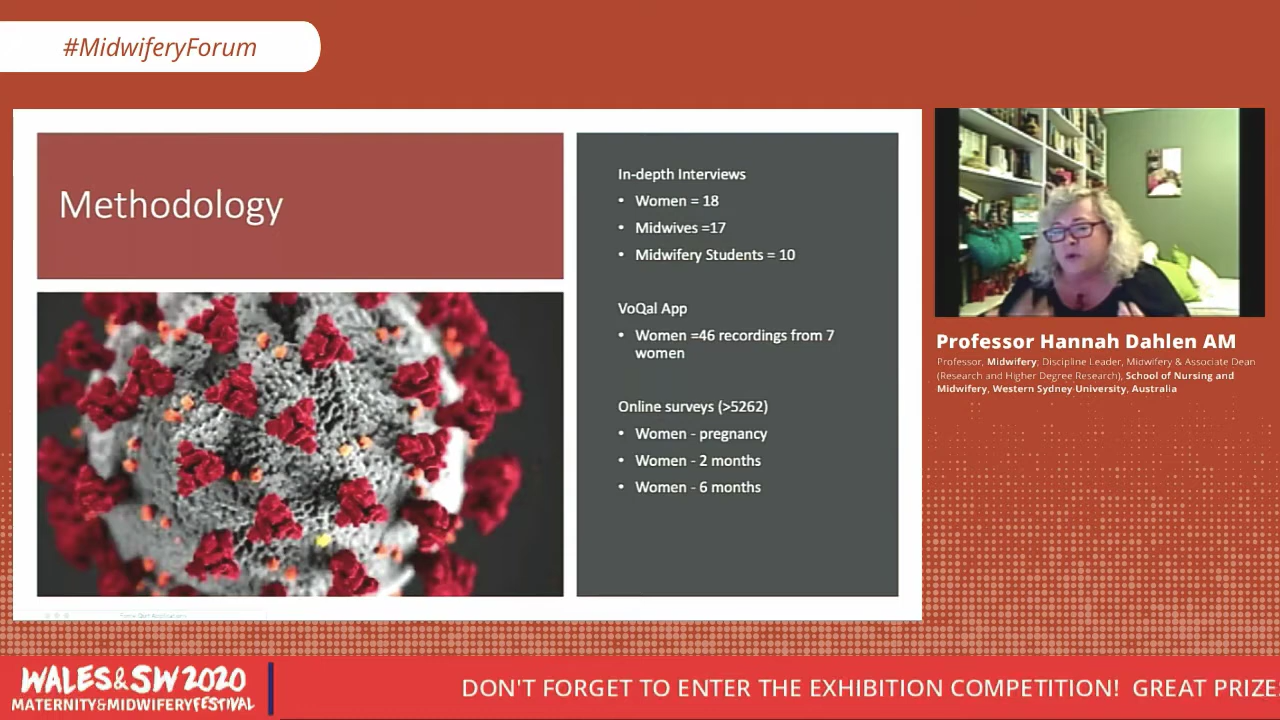 #MidwiferyForum
Methodology
In-depth Interviews
• Women = 18
• Midwives =17
• Midwifery Students = 10
VoQal App
• Women =46 recordings from 7
women
Online surveys (>5262)
• Women - pregnancy
• Women - 2 months
• Women - 6 months
Professor Hannah Dahlen AM
Professor, Midwifery; Discipline Leader, Midwifery & Associate Dean
(Research and Higher Degree Research), School of Nursing and
Midwifery, Western Sydney University, Australia
WALES&SW2020
MATERNITY&MIDWIFERYFESTIVAL
DON'T FORGET TO ENTER THE EXHIBITION COMPETITION! GREAT PRIZE